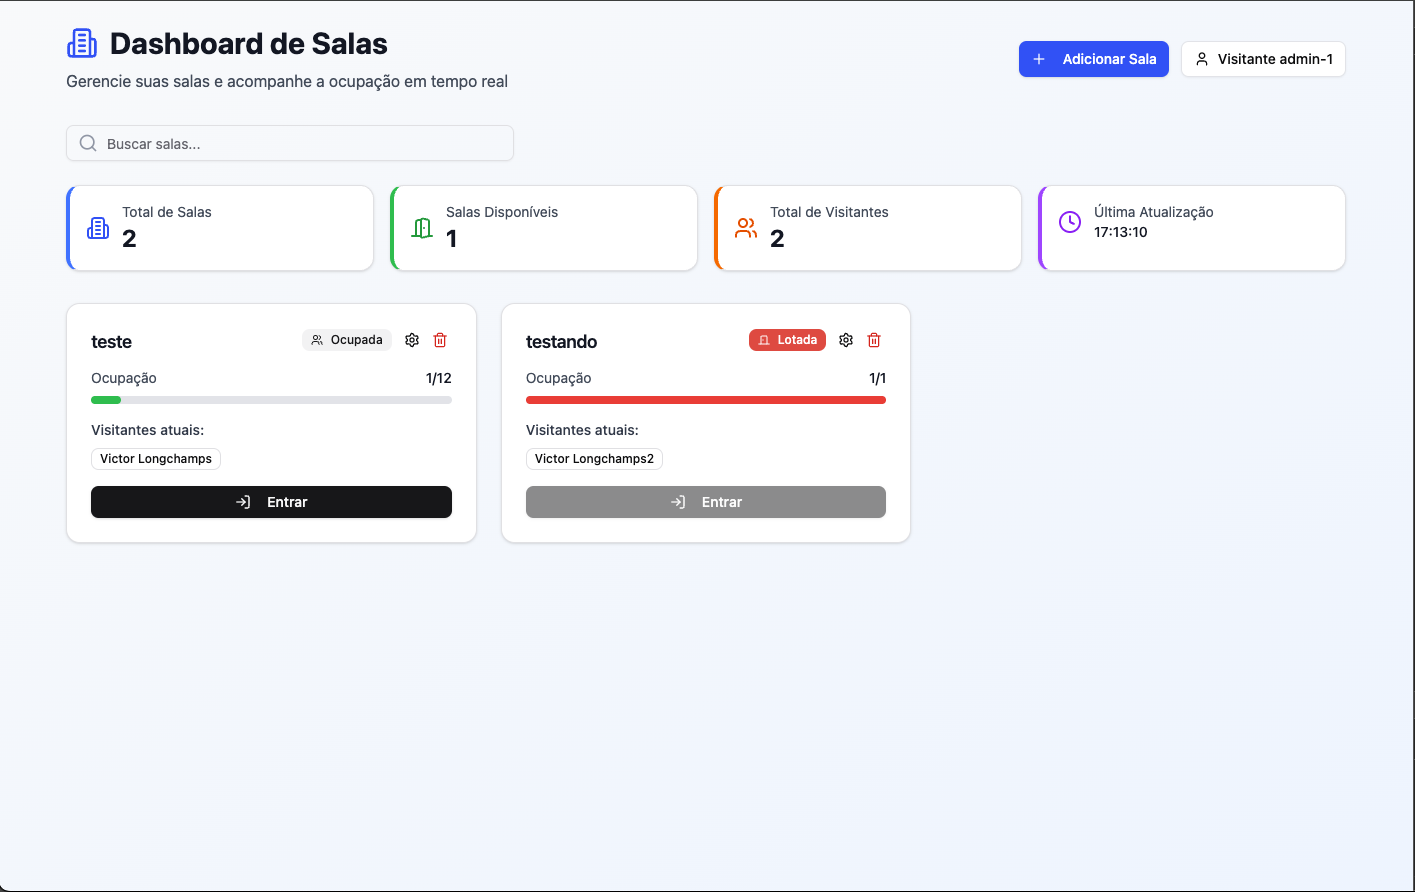 Dashboard de Salas
Gerencie suas salas e acompanhe a ocupação em tempo real
Adicionar Sala
Visitante admin-1
Buscar salas...
Total de Salas
2
Salas Disponíveis
1
Total de Visitantes
2
Última Atualização
17:13:10
teste
Ocupada
Ocupação
1/12
Visitantes atuais:
Victor Longchamps
Entrar
testando
Lotada
Ocupação
1/1
Visitantes atuais:
Victor Longchamps2
Entrar